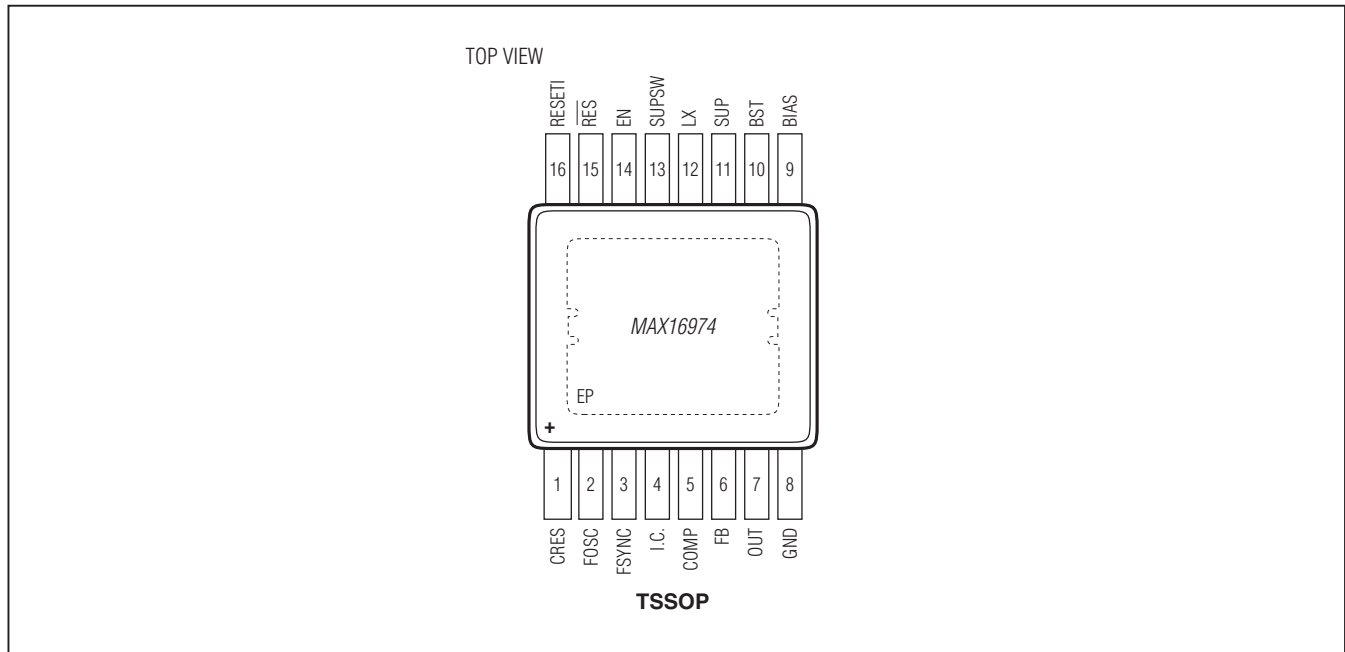 TOP VIEW
RESETI
RES
EN
SUPSW
LX
SUP
BST
BIAS
16 15 14 13 12 11 10 9
MAX16974
EP
+
1 2 3 4 5 6 7 8
CRES
FOSC
FSYNC
I.C.
COMP
FB
OUT
GND
TSSOP